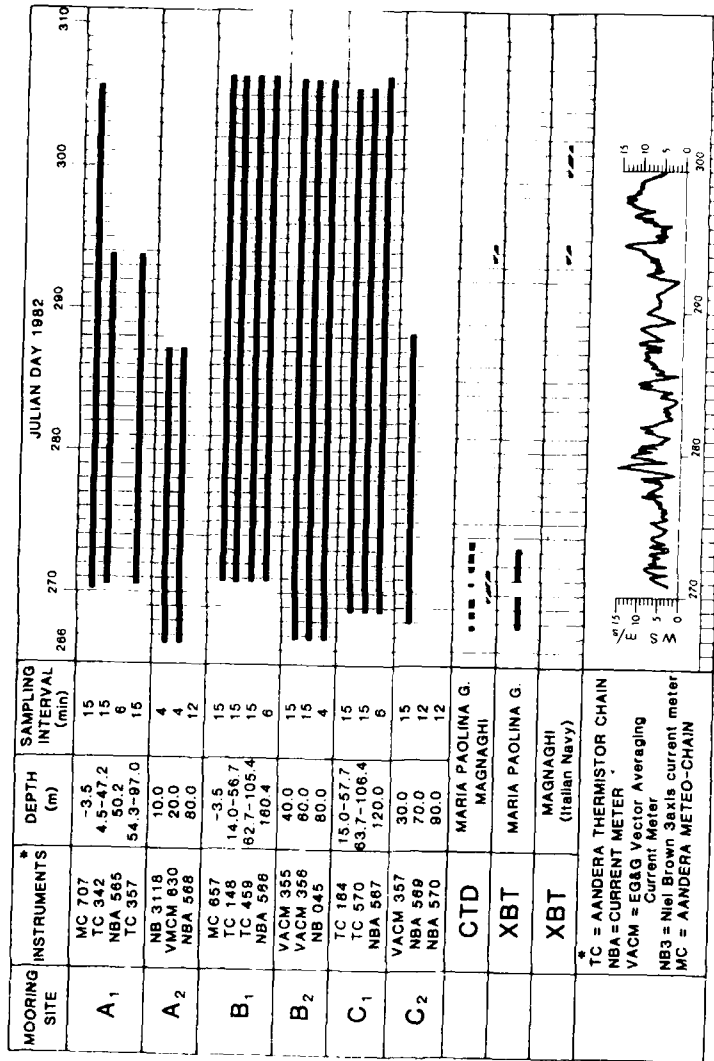 MOORING SITE
INSTRUMENTS *
DEPTH (m)
SAMPLING INTERVAL (min)
JULIAN DAY 1982
266 270 280 290 300 310
A1
MC 707 -3.5 15
TC 342 4.5-47.2 15
NBA 565 50.2 6
TC 357 54.3-97.0 15
A2
NB 3118 10.0 4
VMCM 630 20.0 4
NBA 568 80.0 12
B1
MC 657 -3.5 15
TC 148 14.0-56.7 15
TC 459 62.7-105.4 15
NBA 566 160.4 6
B2
VACM 355 40.0 15
VACM 356 60.0 15
NB 045 80.0 4
C1
TC 164 15.0-57.7 15
TC 570 63.7-106.4 15
NBA 567 120.0 6
C2
VACM 357 30.0 15
NBA 569 70.0 12
NBA 570 90.0 12
CTD
MARIA PAOLINA G.
MAGNAGHI
XBT
MARIA PAOLINA G.
XBT
MAGNAGHI
(Italian Navy)
*
TC = AANDERA THERMISTOR CHAIN
NBA = CURRENT METER
VACM = EG&G Vector Averaging
Current Meter
NB3 = Niel Brown 3axis current meter
MC = AANDERA METEO-CHAIN
m/s
W S
15
10
5
0
270 280 290 300
15
10
5
0